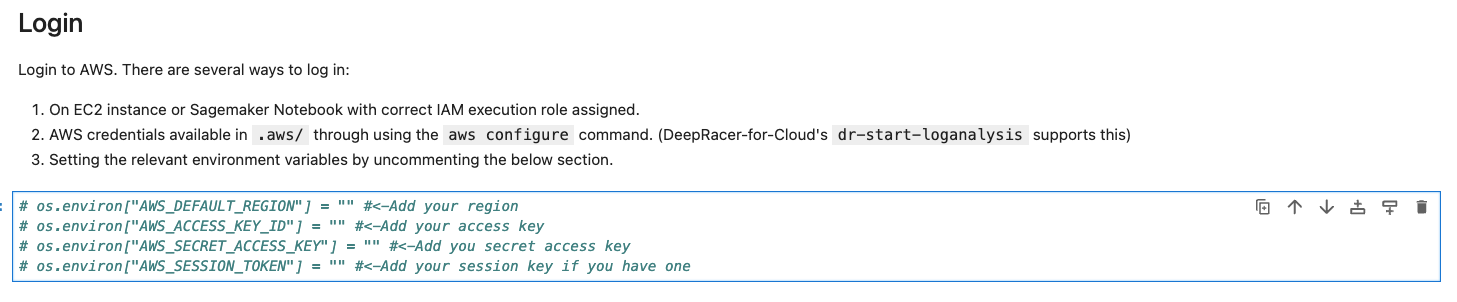 Login
Login to AWS. There are several ways to log in:
1. On EC2 instance or Sagemaker Notebook with correct IAM execution role assigned.
2. AWS credentials available in .aws/ through using the aws configure command. (DeepRacer-for-Cloud's dr-start-loganalysis supports this)
3. Setting the relevant environment variables by uncommenting the below section.
# os.environ["AWS_DEFAULT_REGION"] = "" #<-Add your region
# os.environ["AWS_ACCESS_KEY_ID"] = "" #<-Add your access key
# os.environ["AWS_SECRET_ACCESS_KEY"] = "" #<-Add you secret access key
# os.environ["AWS_SESSION_TOKEN"] = "" #<-Add your session key if you have one